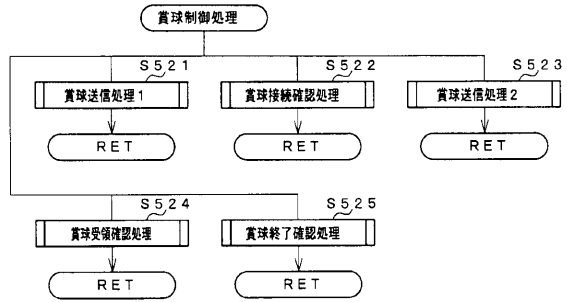 賞球制御処理
S521
賞球送信処理1
RET
S522
賞球接続確認処理
RET
S523
賞球送信処理2
RET
S524
賞球受領確認処理
RET
S525
賞球終了確認処理
RET